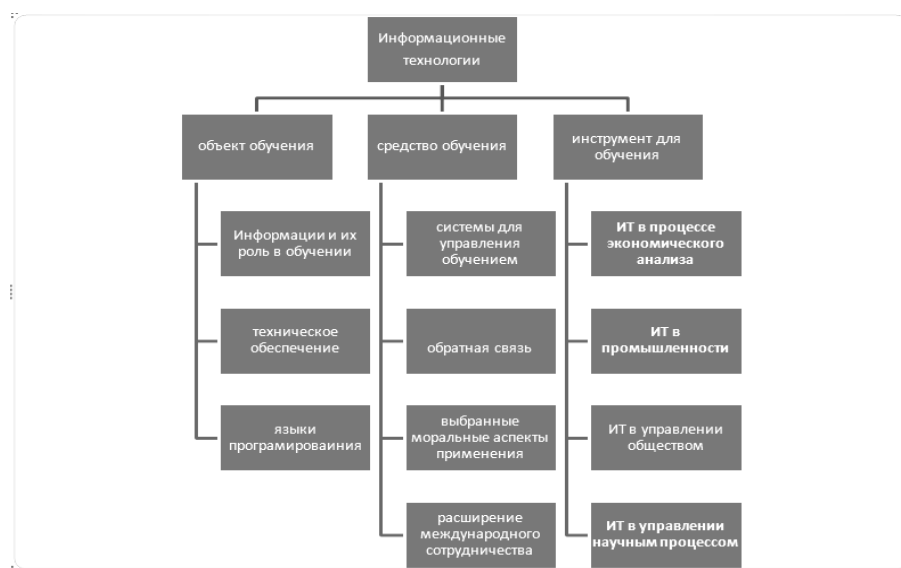 Информационные
технологии
объект обучения
средство обучения
инструмент для
обучения
Информации и их
роль в обучении
техническое
обеспечение
языки
програмироваиния
системы для
управления
обучением
обратная связь
выбранные
моральные аспекты
применения
расширение
международного
сотрудничества
ИТ в процессе
экономического
анализа
ИТ в
промышленности
ИТ в управлении
обществом
ИТ в управлении
научным процессом